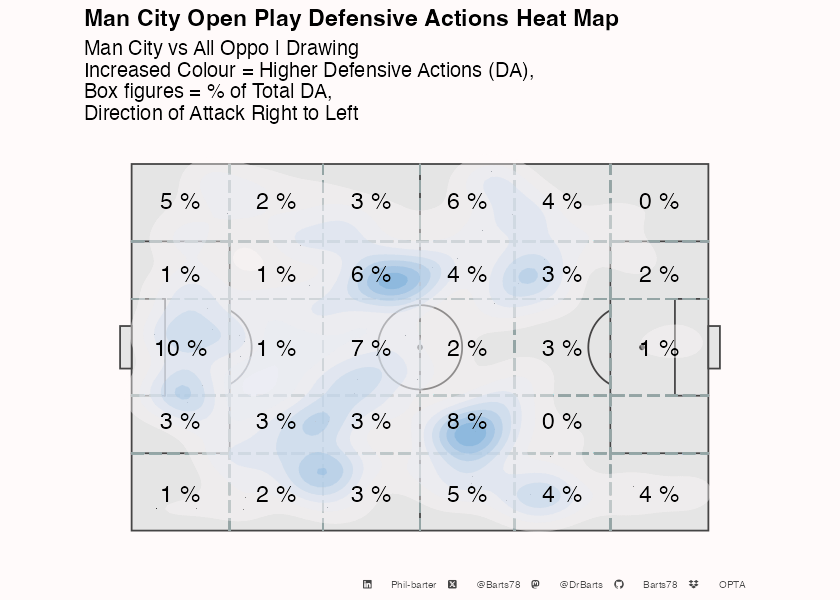 Man City Open Play Defensive Actions Heat Map
Man City vs All Oppo | Drawing
Increased Colour = Higher Defensive Actions (DA),
Box figures = % of Total DA,
Direction of Attack Right to Left
5 % 2 % 3 % 6 % 4 % 0 %
1 % 1 % 6 % 4 % 3 % 2 %
10 % 1 % 7 % 2 % 3 % 1 %
3 % 3 % 3 % 8 % 0 %
1 % 2 % 3 % 5 % 4 % 4 %
Phil-barter @Barts78 @DrBarts Barts78 OPTA